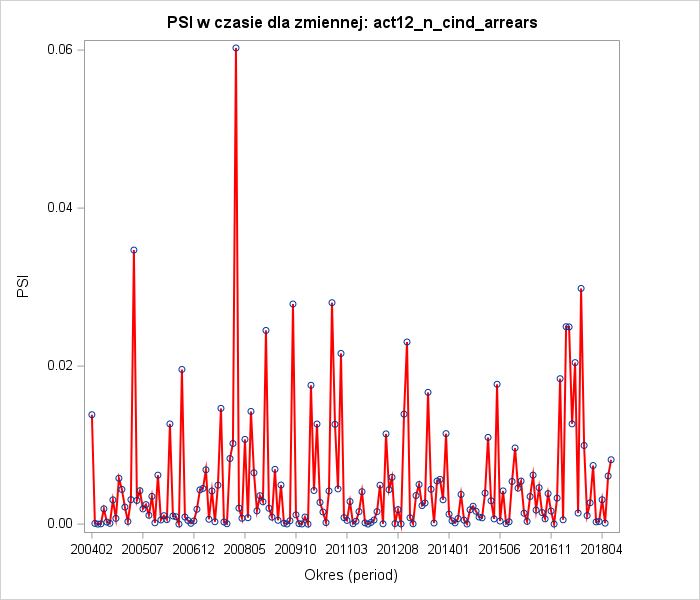 PSI w czasie dla zmiennej: act12_n_cind_arrears
0.06
0.04
0.02
0.00
PSI
200402 200507 200612 200805 200910 201103 201208 201401 201506 201611 201804
Okres (period)